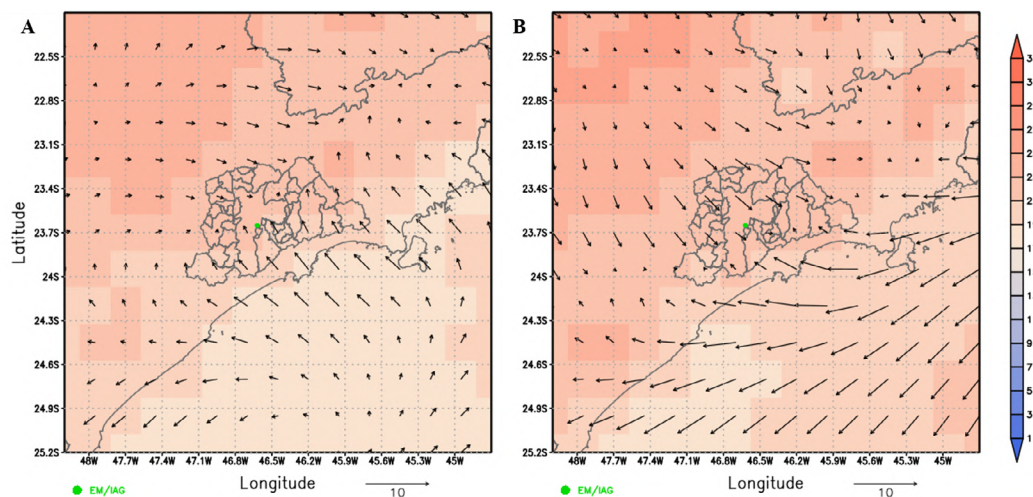 A
B
Latitude
22.5S
22.8S
23.1S
23.4S
23.7S
24S
24.3S
24.6S
24.9S
25.2S
48W 47.7W 47.4W 47.1W 46.8W 46.5W 46.2W 45.9W 45.6W 45.3W 45W
Longitude
EM/IAG
10
22.5S
22.8S
23.1S
23.4S
23.7S
24S
24.3S
24.6S
24.9S
25.2S
48W 47.7W 47.4W 47.1W 46.8W 46.5W 46.2W 45.9W 45.6W 45.3W 45W
Longitude
EM/IAG
10
3
3
2
2
2
2
2
1
1
1
1
1
9
7
5
3
1